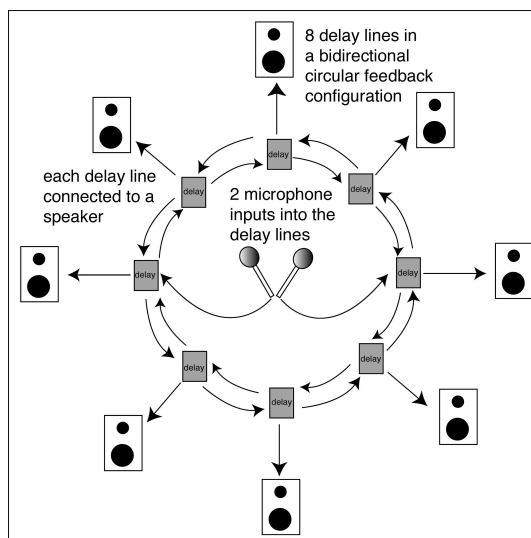 8 delay lines in
a bidirectional
circular feedback
configuration
delay
each delay line
connected to a
speaker
delay
delay
2 microphone
inputs into the
delay lines
delay
delay
delay
delay
delay